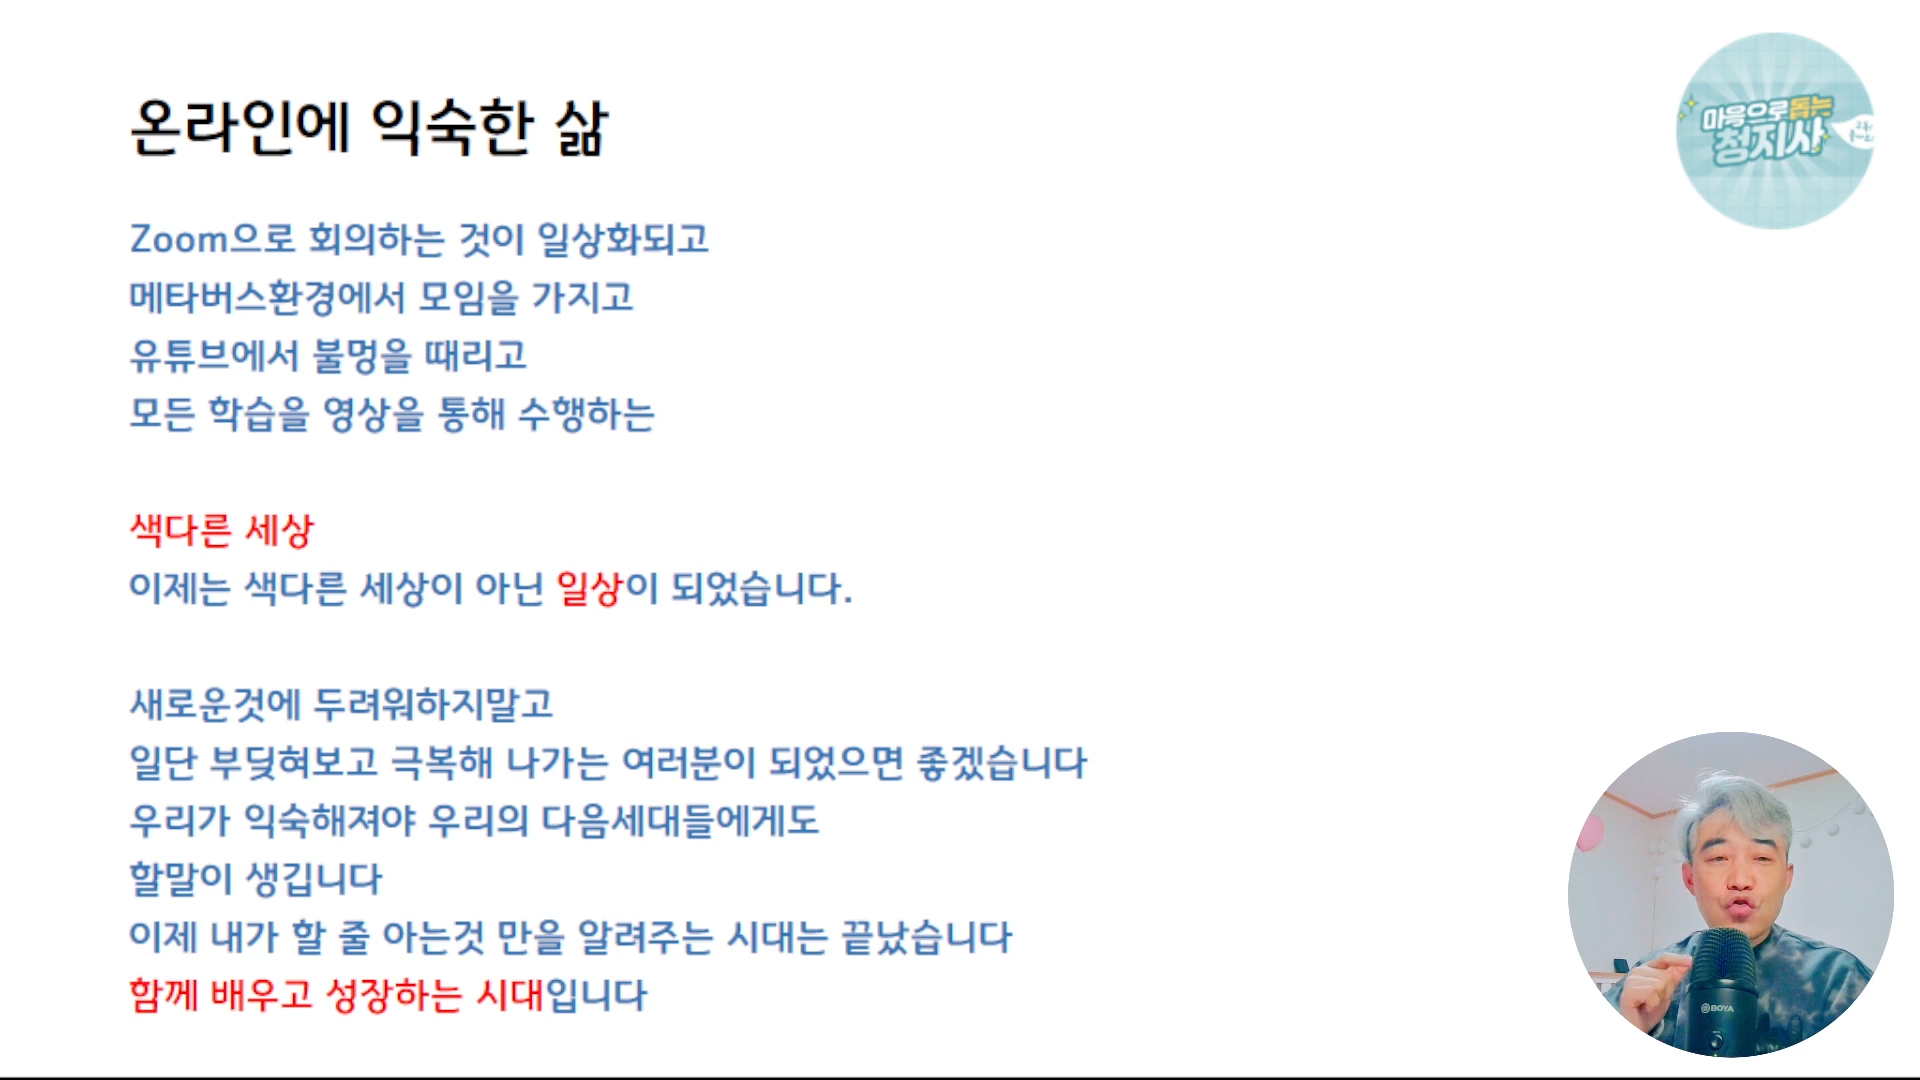 온라인에 익숙한 삶
마음으로돕는
청지사
Zoom으로 회의하는 것이 일상화되고
메타버스환경에서 모임을 가지고
유튜브에서 불멍을 때리고
모든 학습을 영상을 통해 수행하는
색다른 세상
이제는 색다른 세상이 아닌 일상이 되었습니다.
새로운것에 두려워하지말고
일단 부딪혀보고 극복해 나가는 여러분이 되었으면 좋겠습니다
우리가 익숙해져야 우리의 다음세대들에게도
할말이 생깁니다
이제 내가 할 줄 아는것 만을 알려주는 시대는 끝났습니다
함께 배우고 성장하는 시대입니다
BOYA